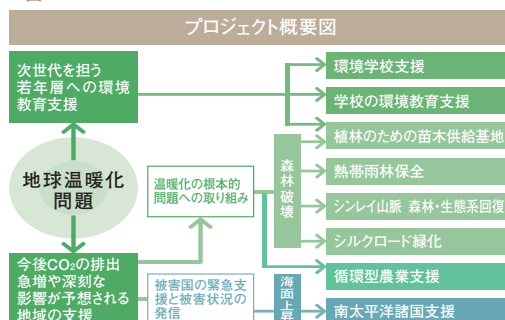 プロジェクト概要図
次世代を担う
若年層への環境
教育支援
地球温暖化
問題
今後CO₂の排出
急増や深刻な
影響が予想される
地域の支援
温暖化の根本的
問題への取り組み
被害国の緊急支
援と被害状況の
発信
森林破壊
海面上昇
環境学校支援
学校の環境教育支援
植林のための苗木供給基地
熱帯雨林保全
シンレイ山脈 森林・生態系回復
シルクロード緑化
循環型農業支援
南太平洋諸国支援